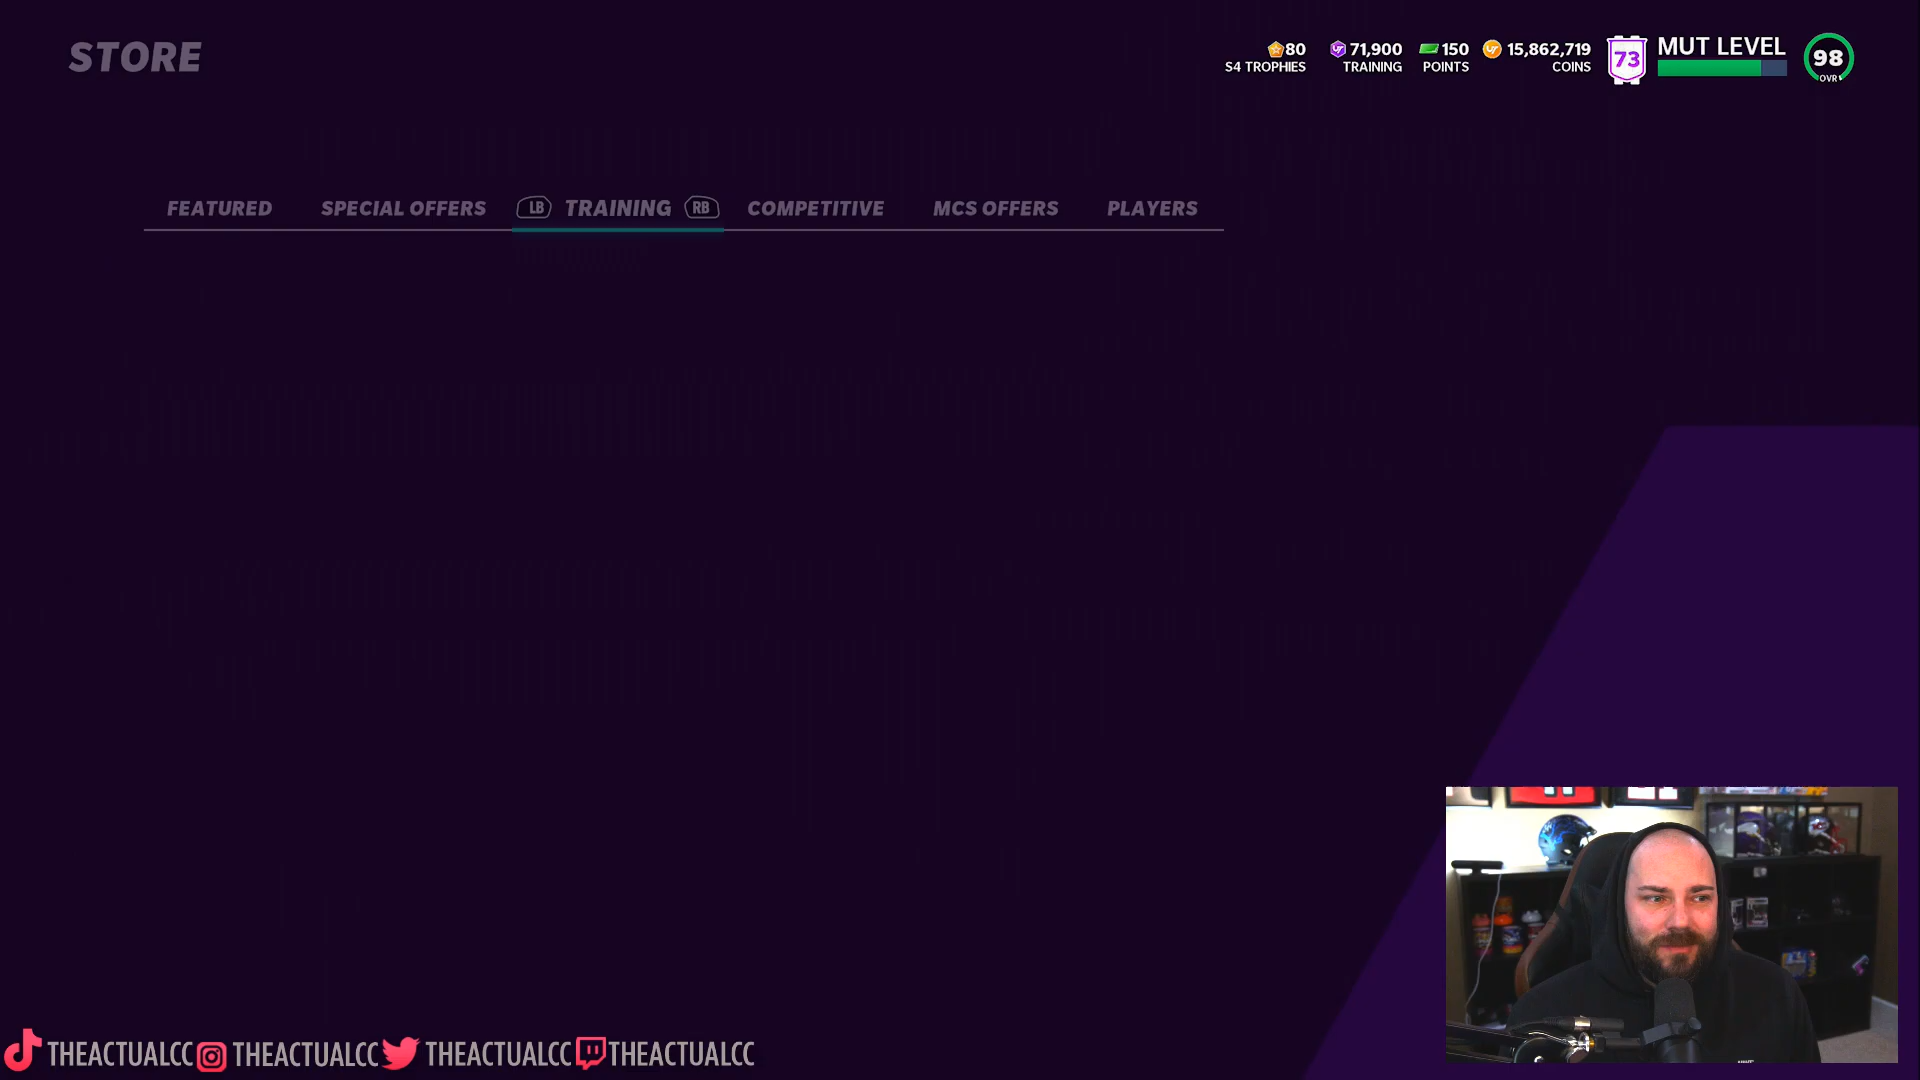 STORE
80
S4 TROPHIES
71,900
TRAINING
150
POINTS
15,862,719
COINS
73
MUT LEVEL
98
OVR
FEATURED
SPECIAL OFFERS
LB
TRAINING
RB
COMPETITIVE
MCS OFFERS
PLAYERS
THEACTUALCC THEACTUALCC THEACTUALCC THEACTUALCC